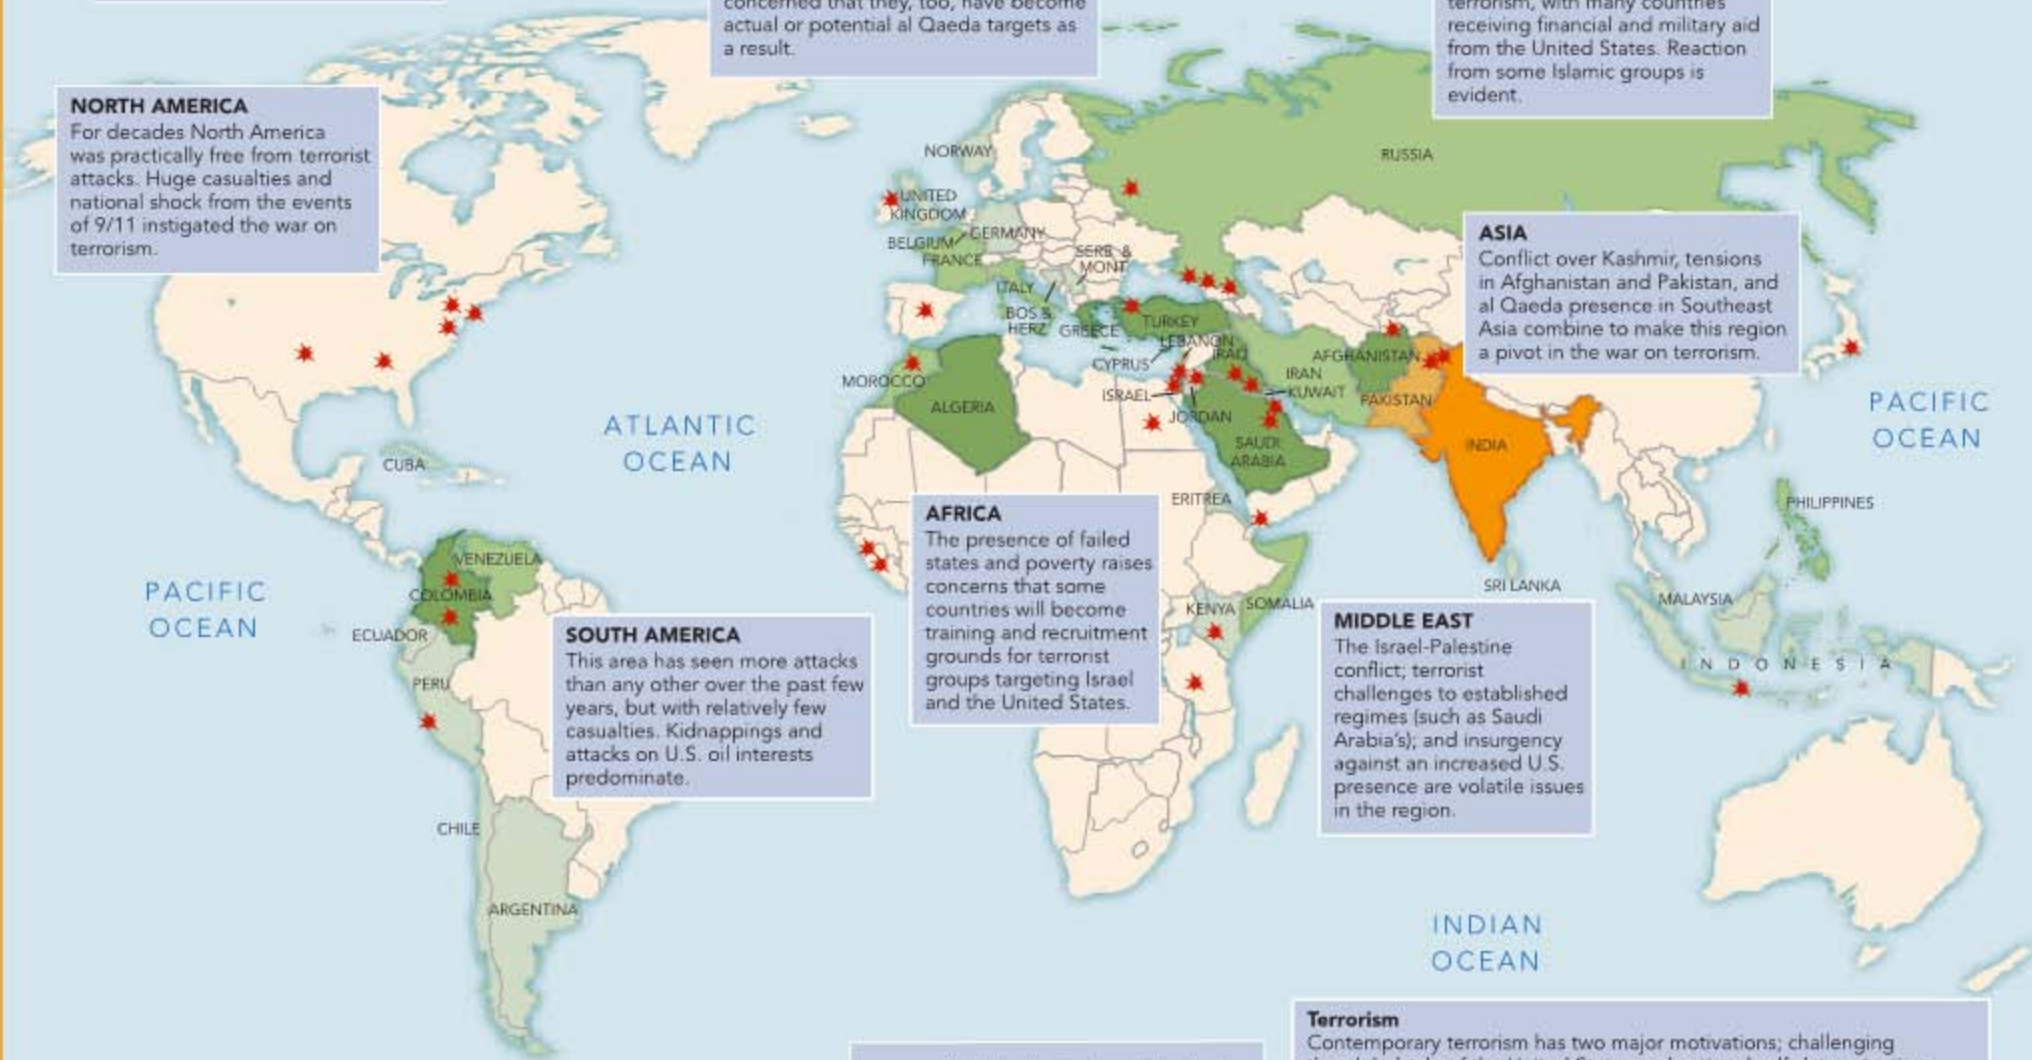 concerned that they, too, have become
actual or potential al Qaeda targets as
a result.
terrorism, with many countries
receiving financial and military aid
from the United States. Reaction
from some Islamic groups is
evident.
NORTH AMERICA
For decades North America
was practically free from terrorist
attacks. Huge casualties and
national shock from the events
of 9/11 instigated the war on
terrorism.
NORWAY
RUSSIA
UNITED
KINGDOM
BELGIUM
GERMANY
FRANCE
SERB. &
MONT.
ITALY
BOS.&
HERZ.
GREECE
TURKEY
LEBANON
CYPRUS
IRAQ
AFGHANISTAN
IRAN
KUWAIT
PAKISTAN
ISRAEL
JORDAN
SAUDI
ARABIA
INDIA
MOROCCO
ALGERIA
ASIA
Conflict over Kashmir, tensions
in Afghanistan and Pakistan, and
al Qaeda presence in Southeast
Asia combine to make this region
a pivot in the war on terrorism.
ATLANTIC
OCEAN
PACIFIC
OCEAN
CUBA
ERITREA
PHILIPPINES
AFRICA
The presence of failed
states and poverty raises
concerns that some
countries will become
training and recruitment
grounds for terrorist
groups targeting Israel
and the United States.
VENEZUELA
COLOMBIA
ECUADOR
PERU
PACIFIC
OCEAN
KENYA
SOMALIA
SRI LANKA
MALAYSIA
INDONESIA
SOUTH AMERICA
This area has seen more attacks
than any other over the past few
years, but with relatively few
casualties. Kidnappings and
attacks on U.S. oil interests
predominate.
MIDDLE EAST
The Israel-Palestine
conflict; terrorist
challenges to established
regimes (such as Saudi
Arabia's); and insurgency
against an increased U.S.
presence are volatile issues
in the region.
CHILE
ARGENTINA
INDIAN
OCEAN
Terrorism
Contemporary terrorism has two major motivations; challenging